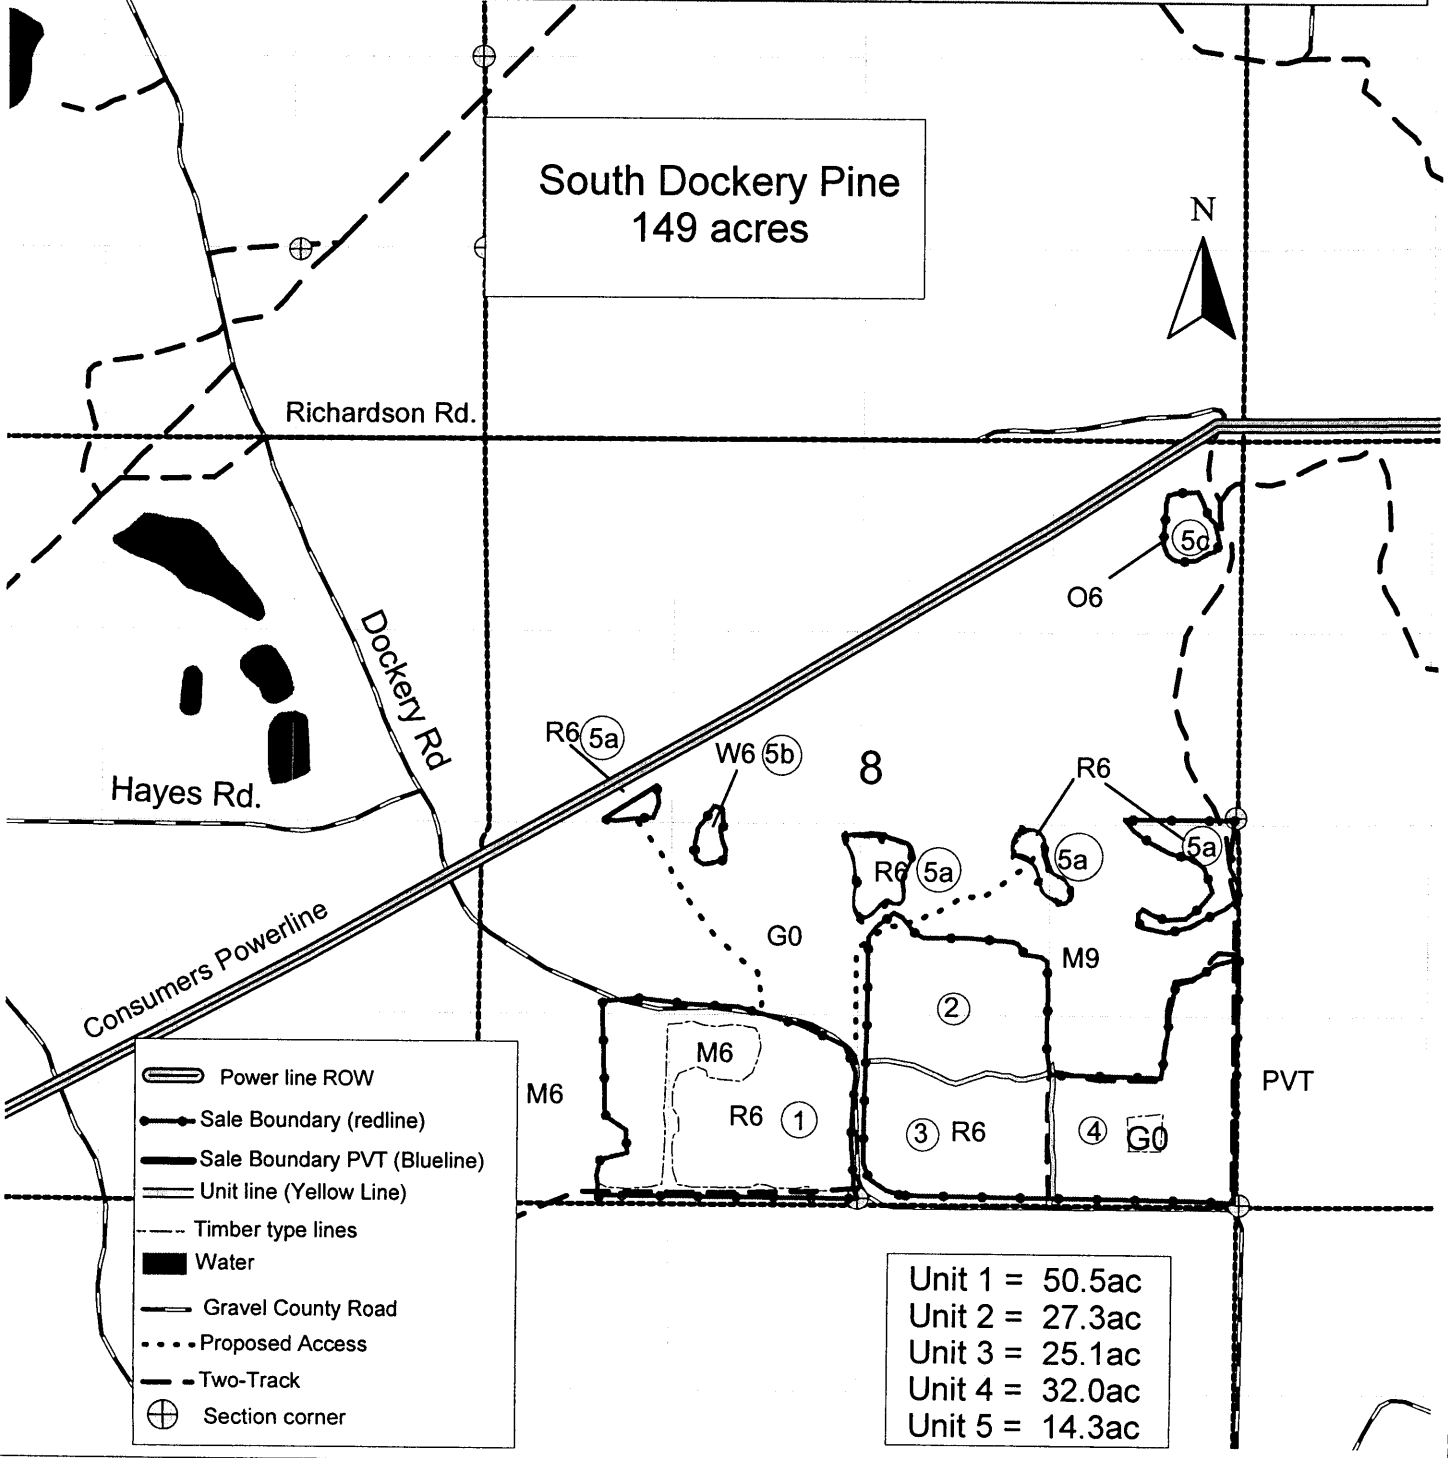 South Dockery Pine
149 acres
N
Richardson Rd.
5c
O6
Dockery Rd
R6 5a
W6 5b
8
R6
Hayes Rd.
5a
R6 5a
5a
Consumers Powerline
G0
M9
2
M6
M6
PVT
R6 1
3 R6
4 G0
Power line ROW
Sale Boundary (redline)
Sale Boundary PVT (Blueline)
Unit line (Yellow Line)
Timber type lines
Water
Gravel County Road
Proposed Access
Two-Track
Section corner
Unit 1 = 50.5ac
Unit 2 = 27.3ac
Unit 3 = 25.1ac
Unit 4 = 32.0ac
Unit 5 = 14.3ac